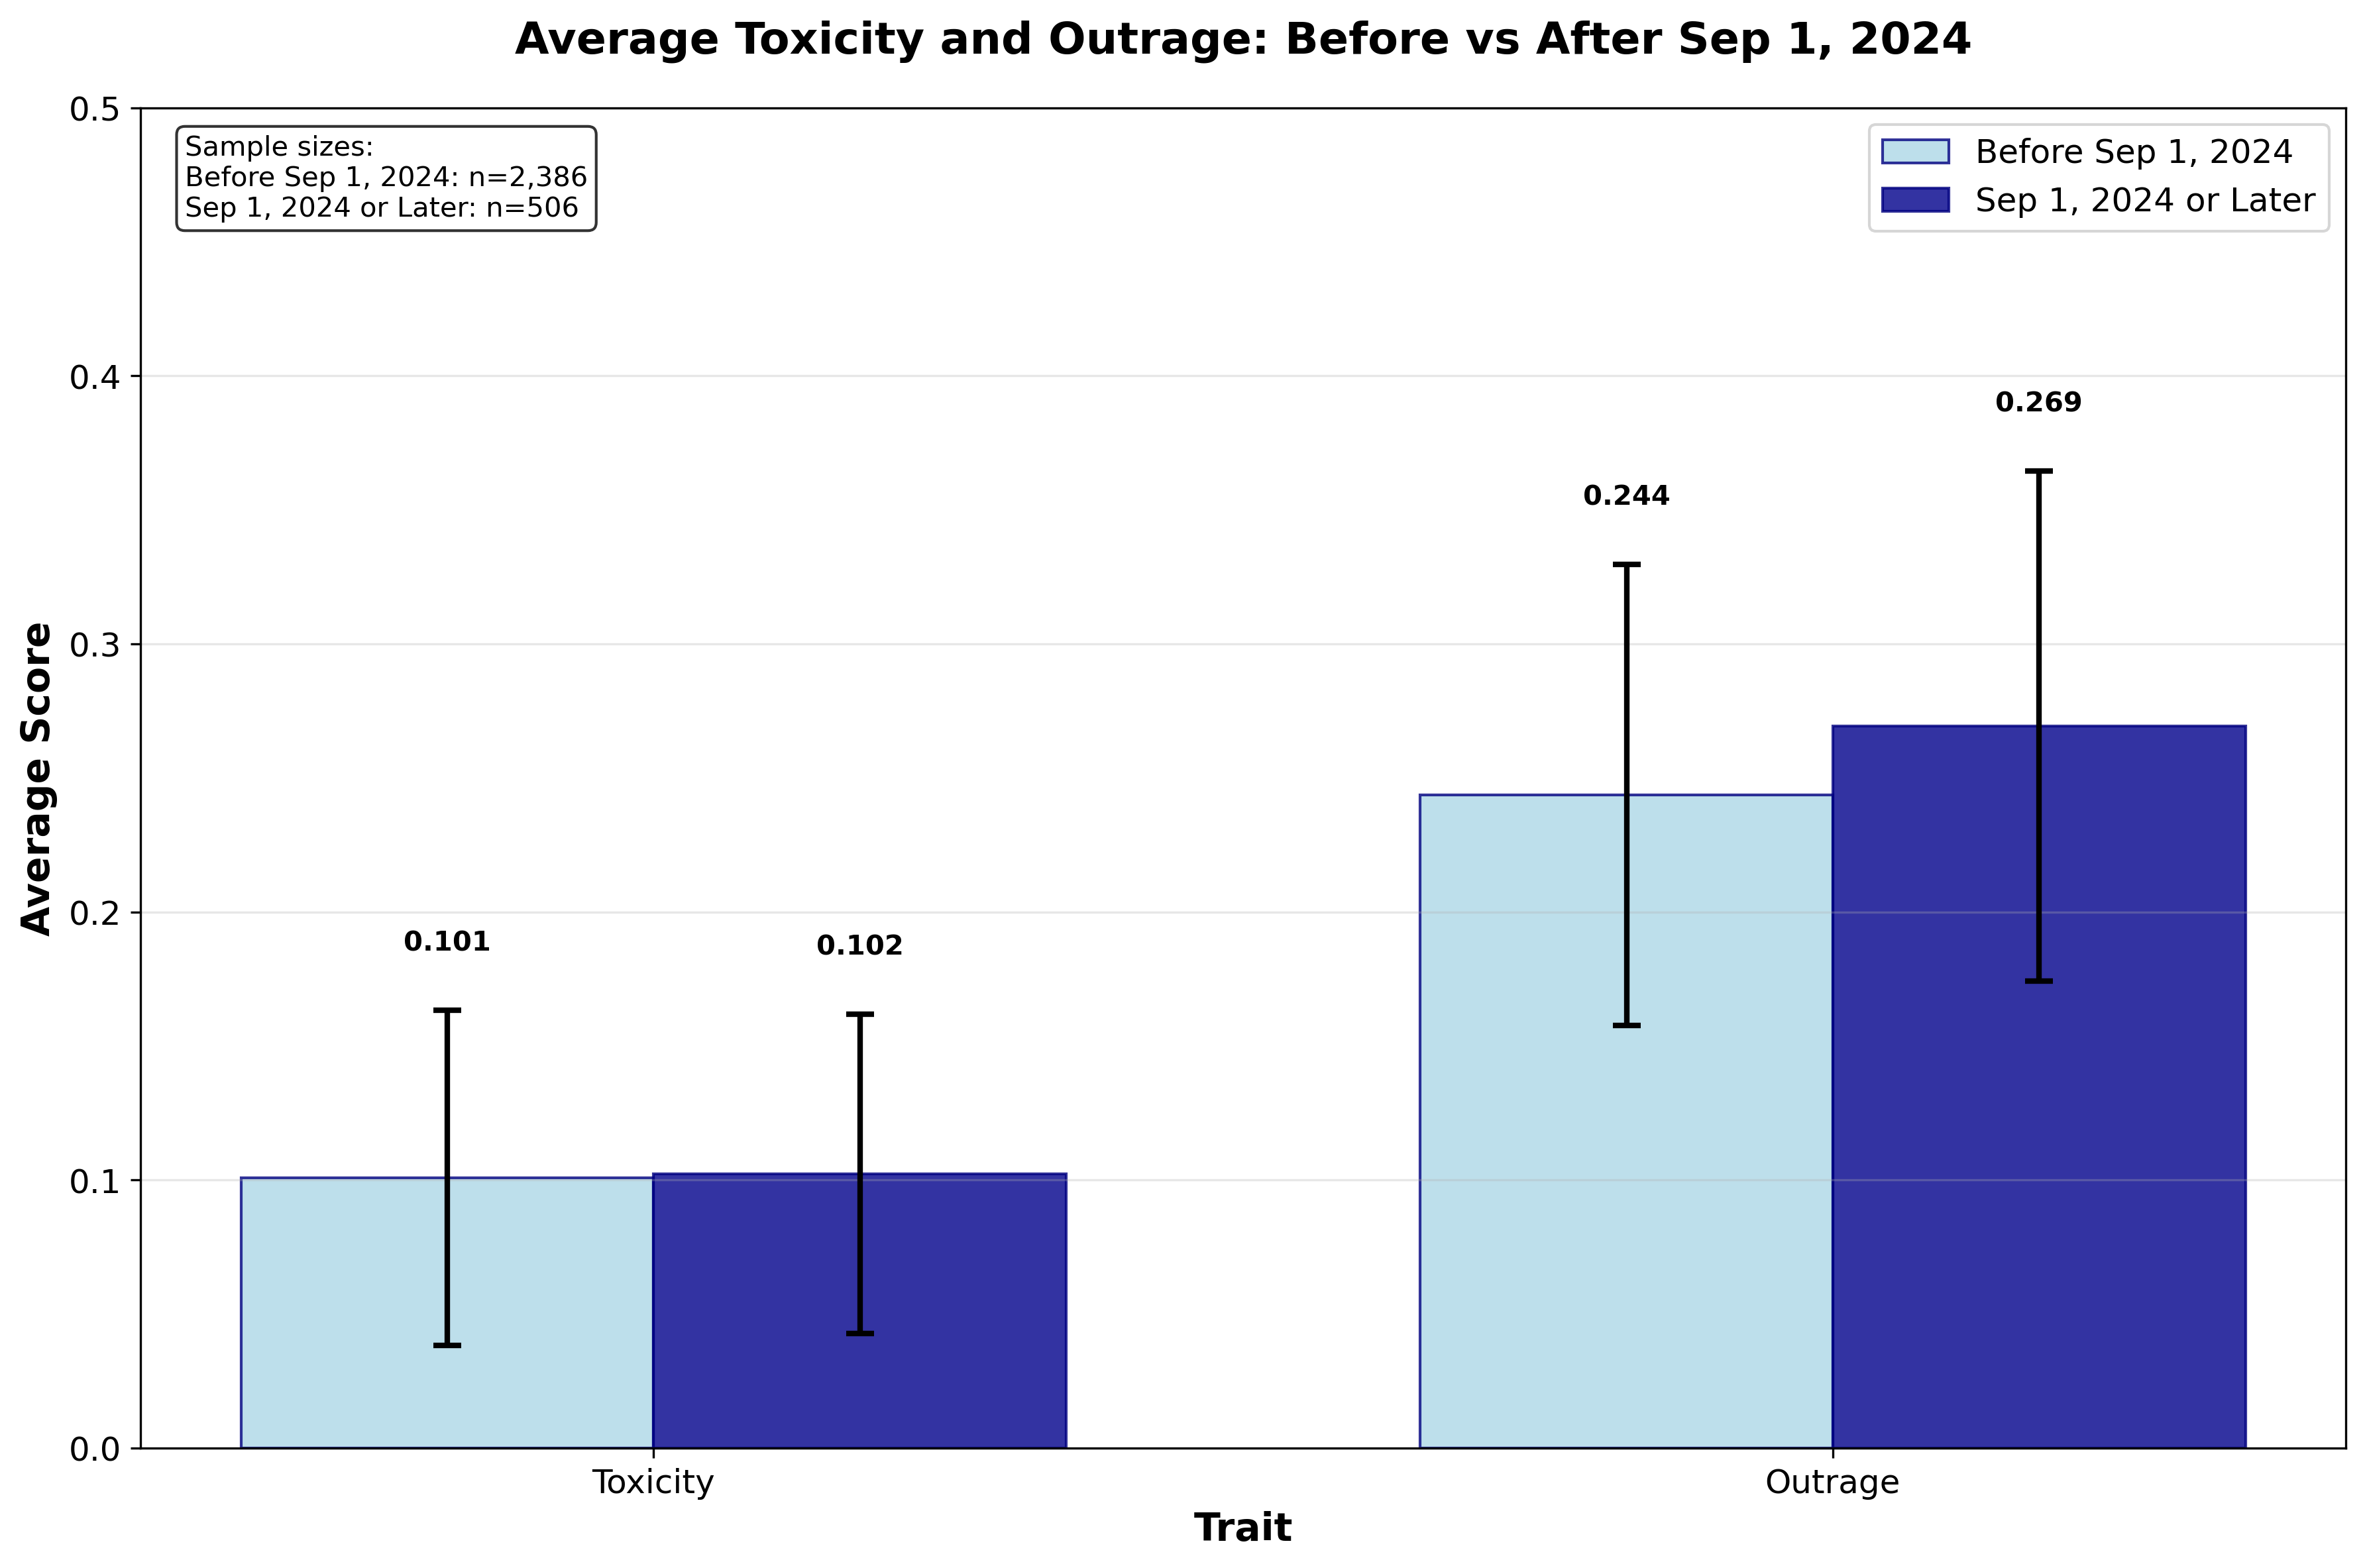 Average Toxicity and Outrage: Before vs After Sep 1, 2024
Sample sizes:
Before Sep 1, 2024: n=2,386
Sep 1, 2024 or Later: n=506
Before Sep 1, 2024
Sep 1, 2024 or Later
Average Score
0.5
0.4
0.3
0.2
0.1
0.0
0.101
0.102
0.244
0.269
Toxicity
Outrage
Trait